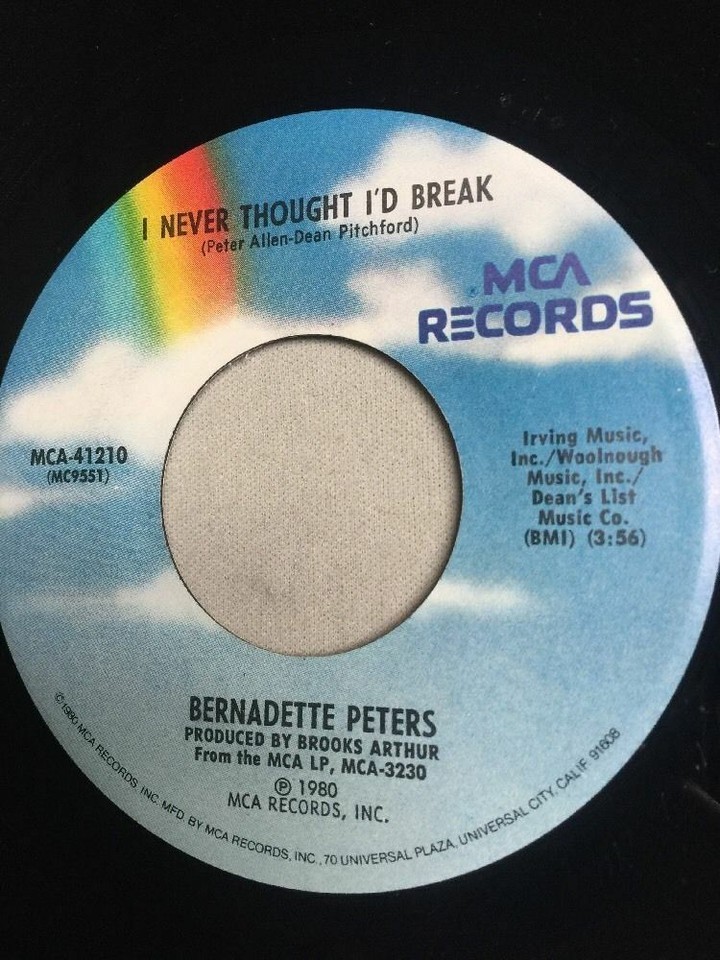 I NEVER THOUGHT I'D BREAK
(Peter Allen-Dean Pitchford)
MCA
RECORDS
MCA-41210
(MC9551)
Irving Music,
Inc./Woolnough
Music, Inc./
Dean's List
Music Co.
(BMI) (3:56)
BERNADETTE PETERS
PRODUCED BY BROOKS ARTHUR
From the MCA LP, MCA-3230
℗ 1980
MCA RECORDS, INC.
©1980 MCA RECORDS, INC. MFD. BY MCA RECORDS, INC., 70 UNIVERSAL PLAZA, UNIVERSAL CITY, CALIF. 91608